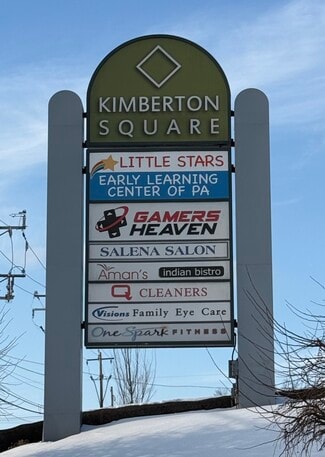 KIMBERTON
SQUARE
LITTLE STARS
EARLY LEARNING
CENTER OF PA
GAMERS
HEAVEN
SALENA SALON
Aman's indian bistro
Q CLEANERS
Visions Family Eye Care
One Spark FITNESS